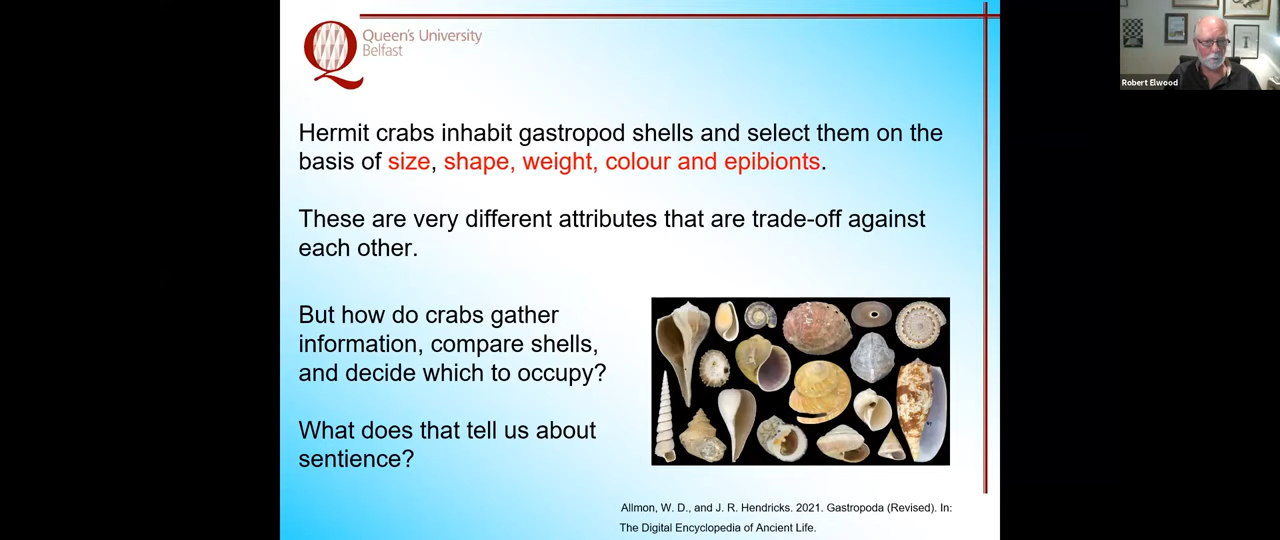 Queen's University
Belfast
Robert Elwood
Hermit crabs inhabit gastropod shells and select them on the
basis of size, shape, weight, colour and epibionts.
These are very different attributes that are trade-off against
each other.
But how do crabs gather
information, compare shells,
and decide which to occupy?
What does that tell us about
sentience?
Allmon, W. D., and J. R. Hendricks. 2021. Gastropoda (Revised). In:
The Digital Encyclopedia of Ancient Life.